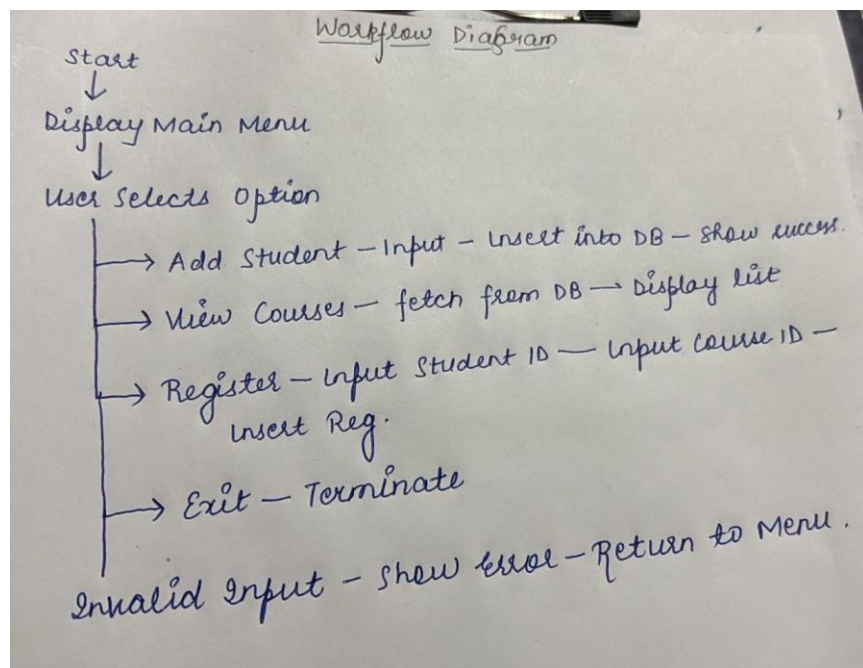 Workflow Diagram
Start
↓
Display Main Menu
↓
User Selects Option
→ Add Student – Input – Insert into DB – Show success.
→ View Courses – fetch from DB – Display list
→ Register – Input Student ID – Input Course ID –
Insert Reg.
→ Exit – Terminate
Invalid Input – Show Error – Return to Menu.